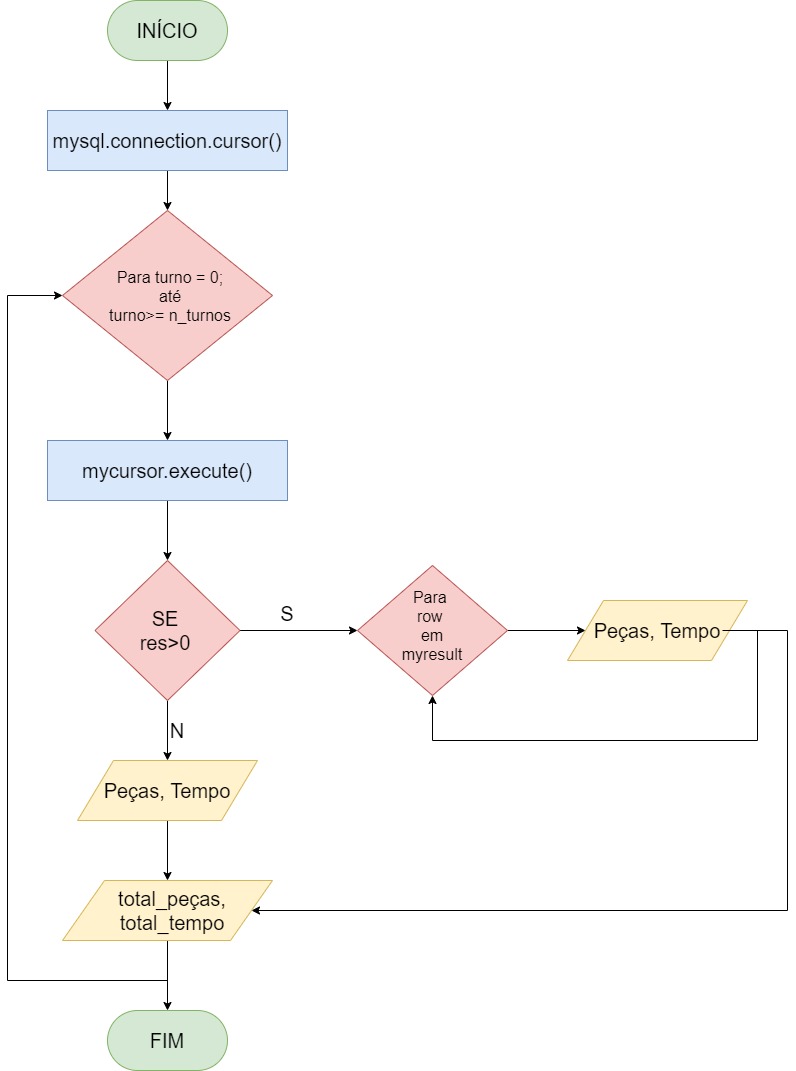 INÍCIO
mysql.connection.cursor()
Para turno = 0;
até
turno>= n_turnos
mycursor.execute()
SE
res>0
S
Para
row
em
myresult
Peças, Tempo
N
Peças, Tempo
total_peças,
total_tempo
FIM